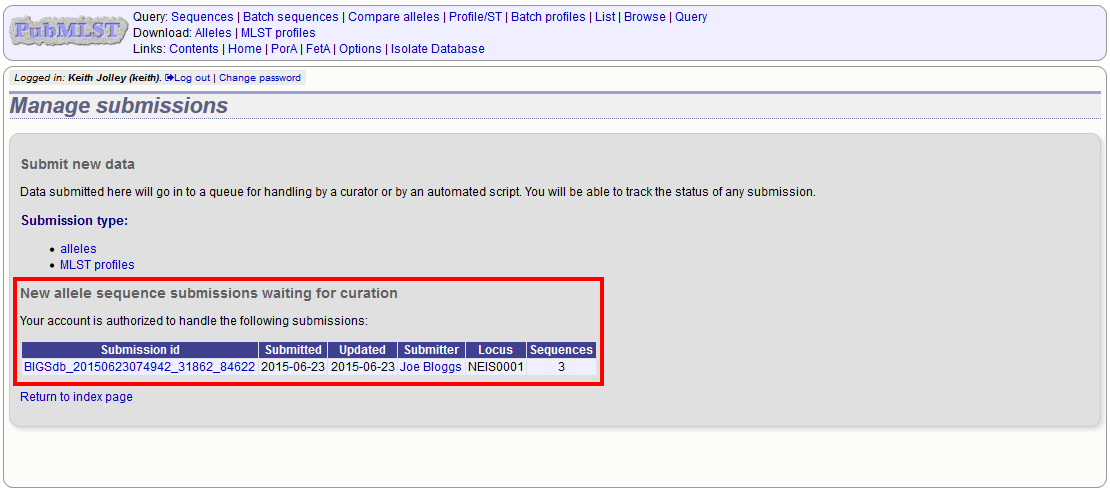 PubMLST
Query: Sequences | Batch sequences | Compare alleles | Profile/ST | Batch profiles | List | Browse | Query
Download: Alleles | MLST profiles
Links: Contents | Home | PorA | FetA | Options | Isolate Database
Logged in: Keith Jolley (keith). Log out | Change password
Manage submissions
Submit new data
Data submitted here will go in to a queue for handling by a curator or by an automated script. You will be able to track the status of any submission.
Submission type:
• alleles
• MLST profiles
New allele sequence submissions waiting for curation
Your account is authorized to handle the following submissions:
Submission id Submitted Updated Submitter Locus Sequences
BIGSdb_20150623074942_31862_84622 2015-06-23 2015-06-23 Joe Bloggs NEIS0001 3
Return to index page